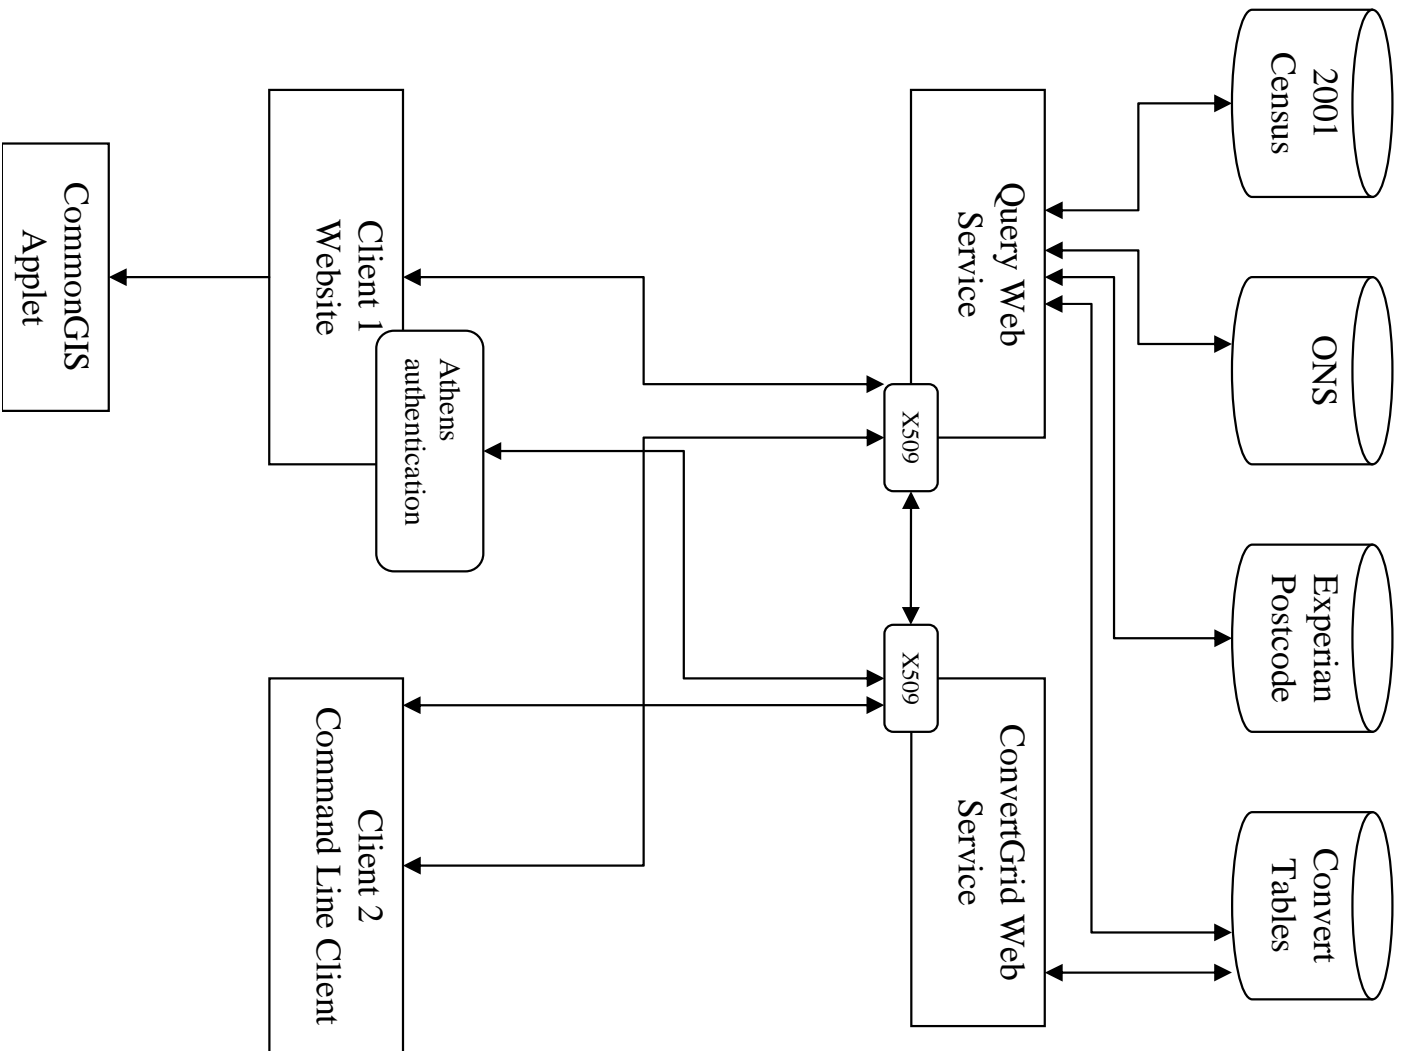 2001
Census
ONS
Experian
Postcode
Convert
Tables
Query Web
Service
X509
X509
ConvertGrid Web
Service
Client 1
Website
Athens
authentication
Client 2
Command Line Client
CommonGIS
Applet